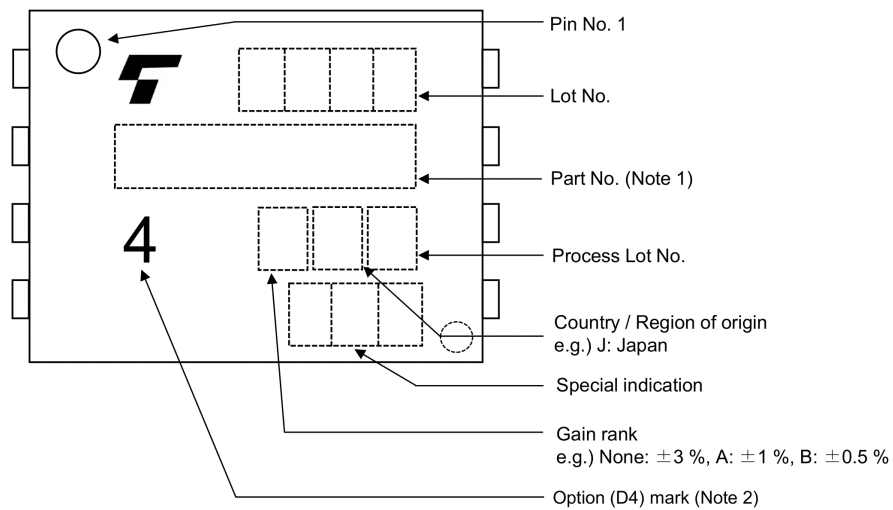 Pin No. 1
Lot No.
Part No. (Note 1)
4
Process Lot No.
Country / Region of origin
e.g.) J: Japan
Special indication
Gain rank
e.g.) None: ±3 %, A: ±1 %, B: ±0.5 %
Option (D4) mark (Note 2)